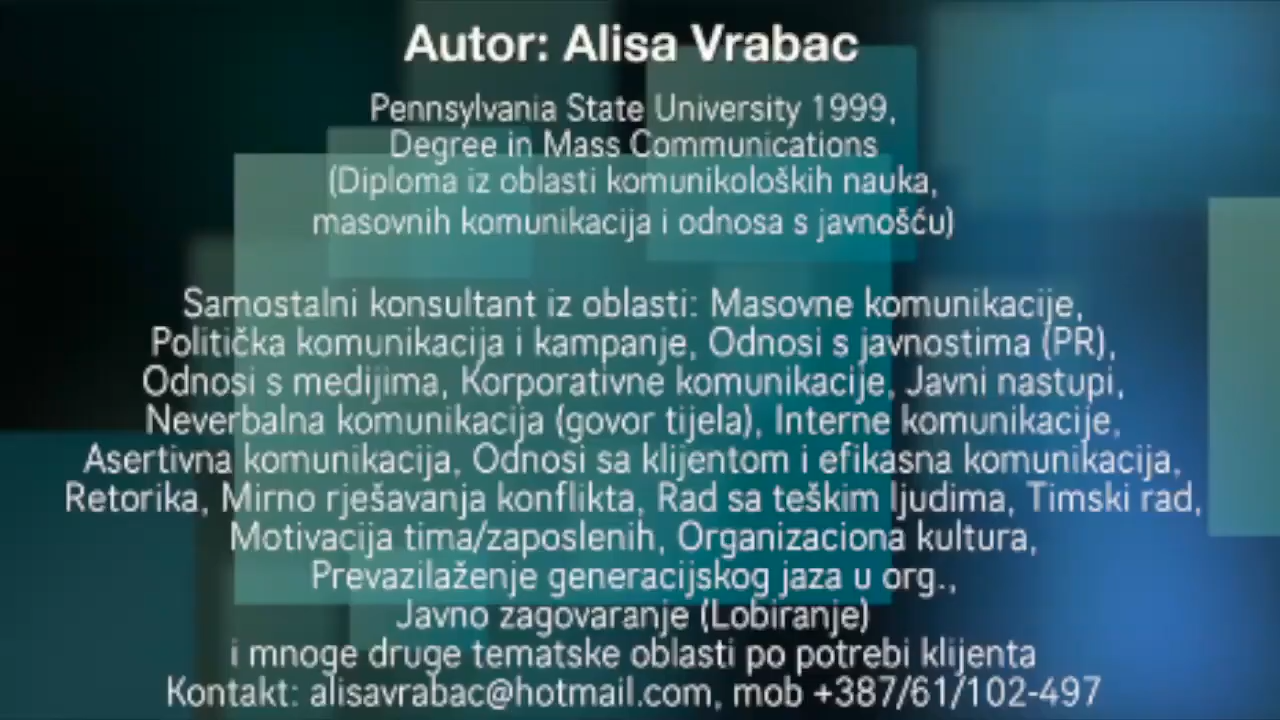 Autor: Alisa Vrabac
Pennsylvania State University 1999,
Degree in Mass Communications
(Diploma iz oblasti komunikoloških nauka,
masovnih komunikacija i odnosa s javnošću)
Samostalni konsultant iz oblasti: Masovne komunikacije,
Politička komunikacija i kampanje, Odnosi s javnostima (PR),
Odnosi s medijima, Korporativne komunikacije, Javni nastupi,
Neverbalna komunikacija (govor tijela), Interne komunikacije,
Asertivna komunikacija, Odnosi sa klijentom i efikasna komunikacija,
Retorika, Mirno rješavanja konflikta, Rad sa teškim ljudima, Timski rad,
Motivacija tima/zaposlenih, Organizaciona kultura,
Prevazilaženje generacijskog jaza u org.,
Javno zagovaranje (Lobiranje)
i mnoge druge tematske oblasti po potrebi klijenta
Kontakt: alisavrabac@hotmail.com, mob +387/61/102-497